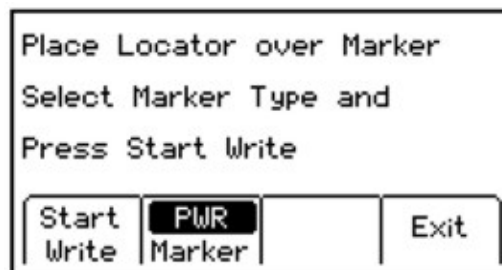 Place Locator over Marker
Select Marker Type and
Press Start Write
Start PWR Exit
Write Marker